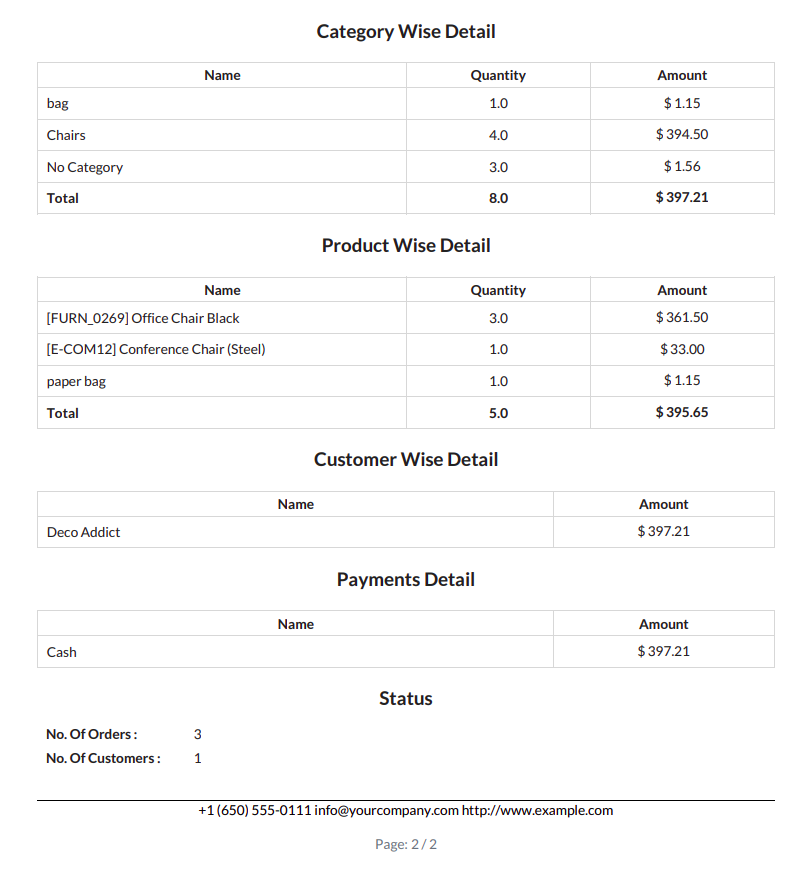 Category Wise Detail
Name Quantity Amount
bag 1.0 $ 1.15
Chairs 4.0 $ 394.50
No Category 3.0 $ 1.56
Total 8.0 $ 397.21
Product Wise Detail
Name Quantity Amount
[FURN_0269] Office Chair Black 3.0 $ 361.50
[E-COM12] Conference Chair (Steel) 1.0 $ 33.00
paper bag 1.0 $ 1.15
Total 5.0 $ 395.65
Customer Wise Detail
Name Amount
Deco Addict $ 397.21
Payments Detail
Name Amount
Cash $ 397.21
Status
No. Of Orders : 3
No. Of Customers : 1
+1 (650) 555-0111 info@yourcompany.com http://www.example.com
Page: 2 / 2